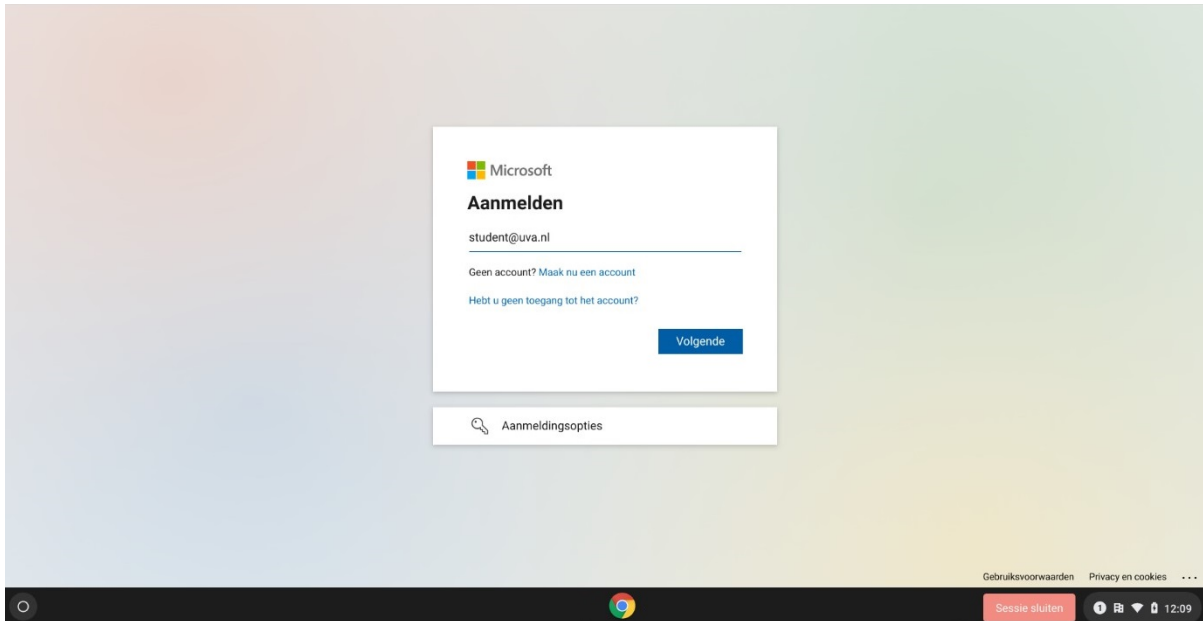 Microsoft
Aanmelden
student@uva.nl
Geen account? Maak nu een account
Hebt u geen toegang tot het account?
Volgende
Aanmeldingsopties
Gebruiksvoorwaarden Privacy en cookies ...
Sessie sluiten 1 12:09